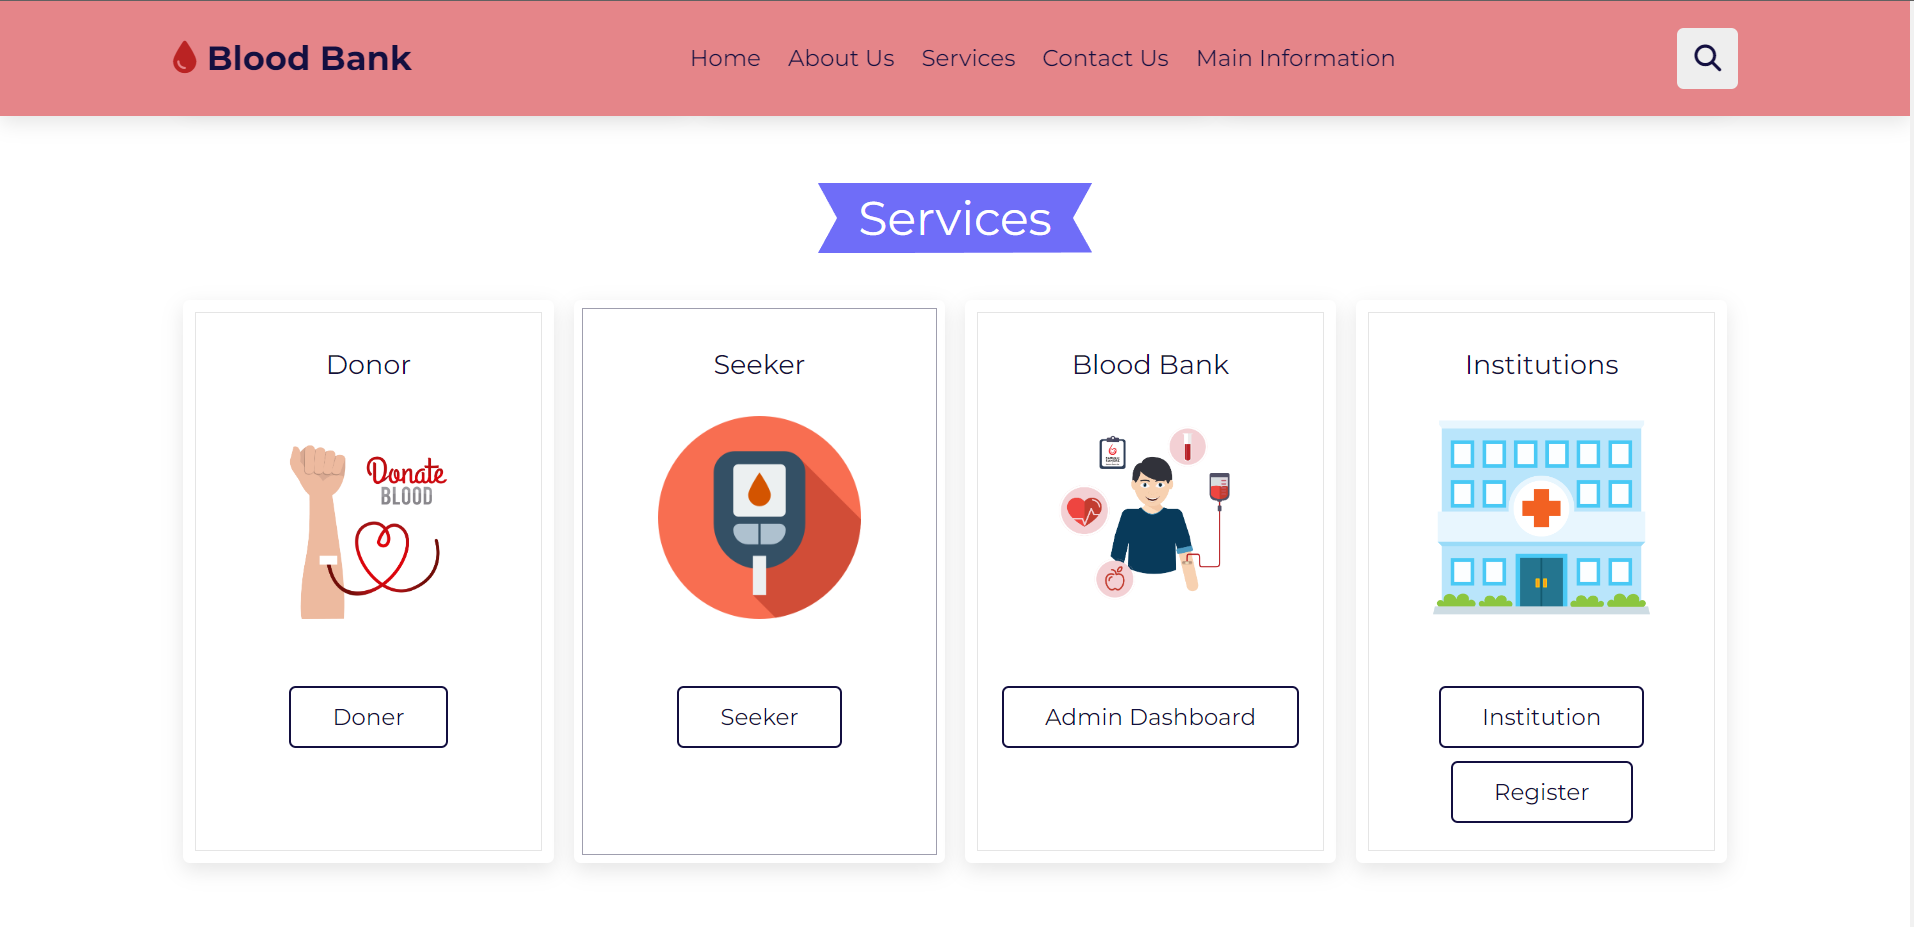 Blood Bank
Home About Us Services Contact Us Main Information
Services
Donor
Donate
BLOOD
Doner
Seeker
Seeker
Blood Bank
Admin Dashboard
Institutions
Institution
Register